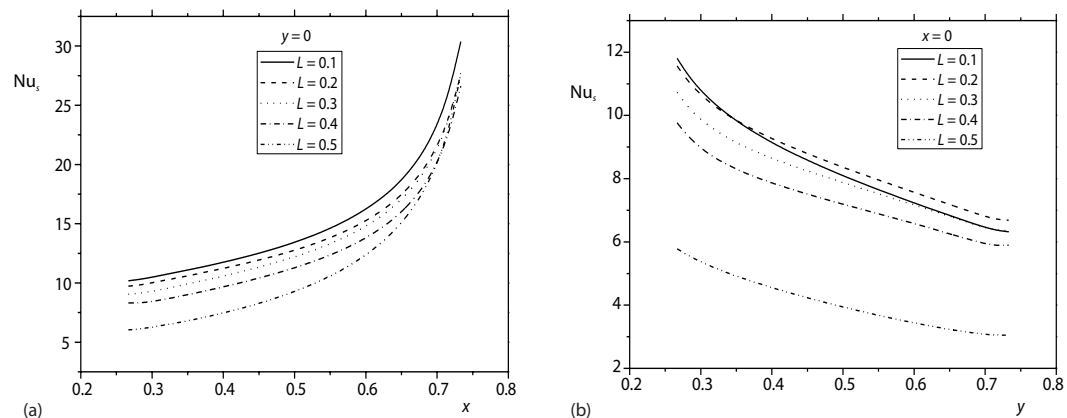 30
25
20
15
10
5
Nuₛ
y = 0
L = 0.1
L = 0.2
L = 0.3
L = 0.4
L = 0.5
0.2 0.3 0.4 0.5 0.6 0.7 0.8
x
(a)
12
10
8
6
4
2
Nuₛ
x = 0
L = 0.1
L = 0.2
L = 0.3
L = 0.4
L = 0.5
0.2 0.3 0.4 0.5 0.6 0.7 0.8
y
(b)